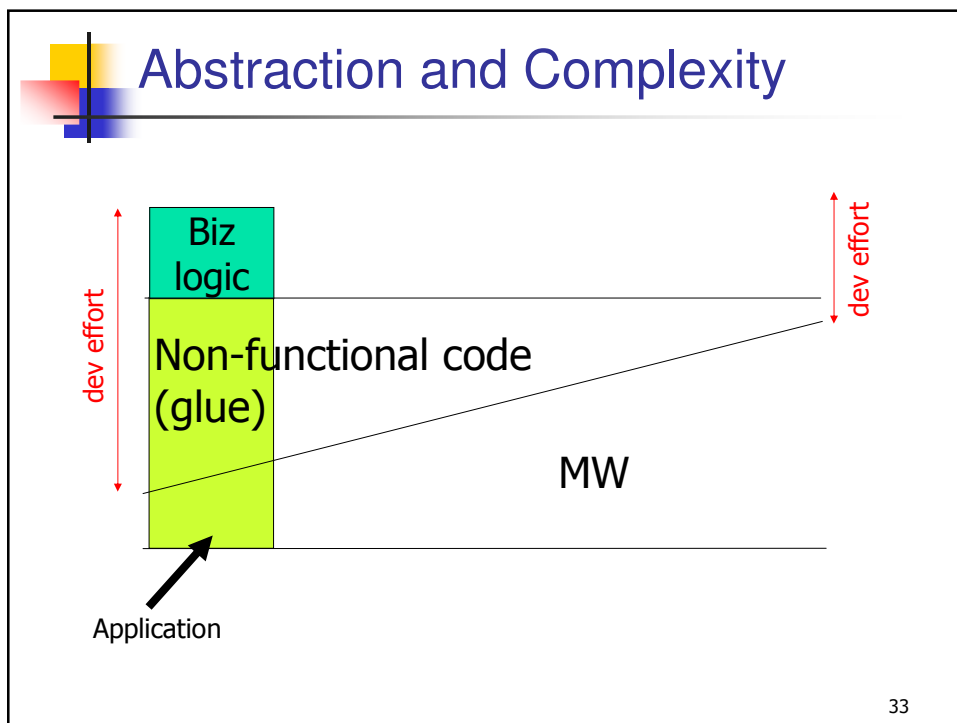 Abstraction and Complexity
Biz
logic
dev effort
dev effort
Non-functional code
(glue)
MW
Application
33